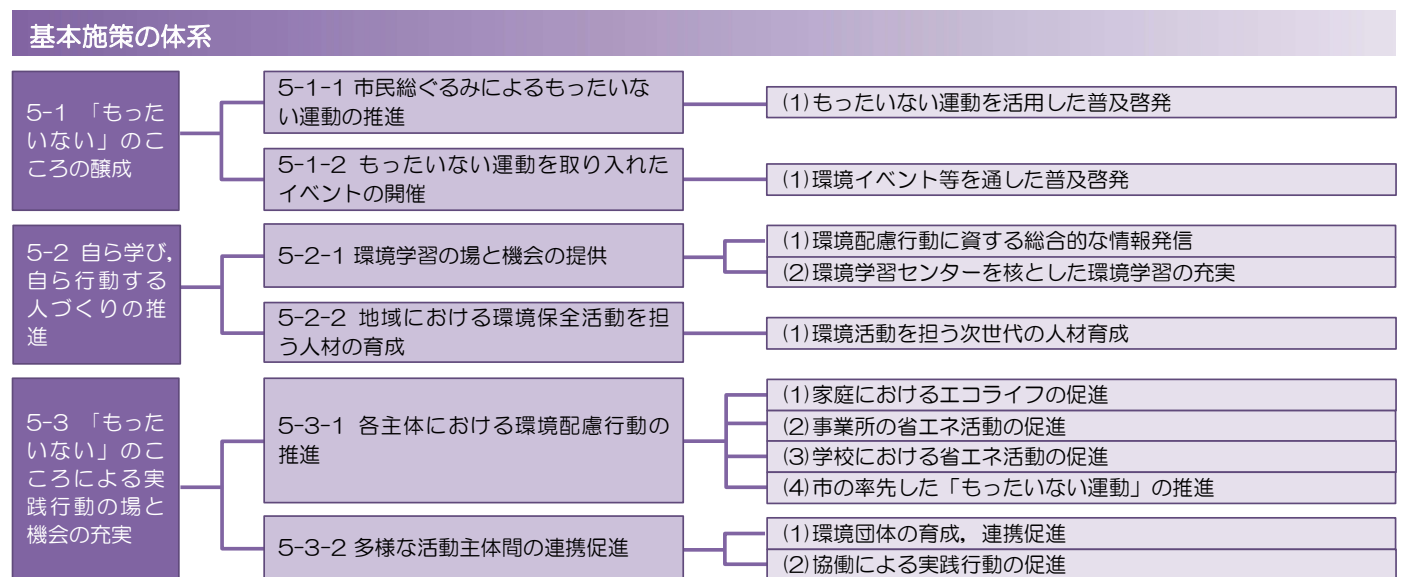 基本施策の体系
5-1 「もった
いない」のこ
ころの醸成
5-1-1 市民総ぐるみによるもったいな
い運動の推進
(1)もったいない運動を活用した普及啓発
5-1-2 もったいない運動を取り入れた
イベントの開催
(1)環境イベント等を通した普及啓発
5-2 自ら学び,
自ら行動する
人づくりの推
進
5-2-1 環境学習の場と機会の提供
(1)環境配慮行動に資する総合的な情報発信
(2)環境学習センターを核とした環境学習の充実
5-2-2 地域における環境保全活動を担
う人材の育成
(1)環境活動を担う次世代の人材育成
5-3 「もった
いない」のこ
ころによる実
践行動の場と
機会の充実
5-3-1 各主体における環境配慮行動の
推進
(1)家庭におけるエコライフの促進
(2)事業所の省エネ活動の促進
(3)学校における省エネ活動の促進
(4)市の率先した「もったいない運動」の推進
5-3-2 多様な活動主体間の連携促進
(1)環境団体の育成，連携促進
(2)協働による実践行動の促進